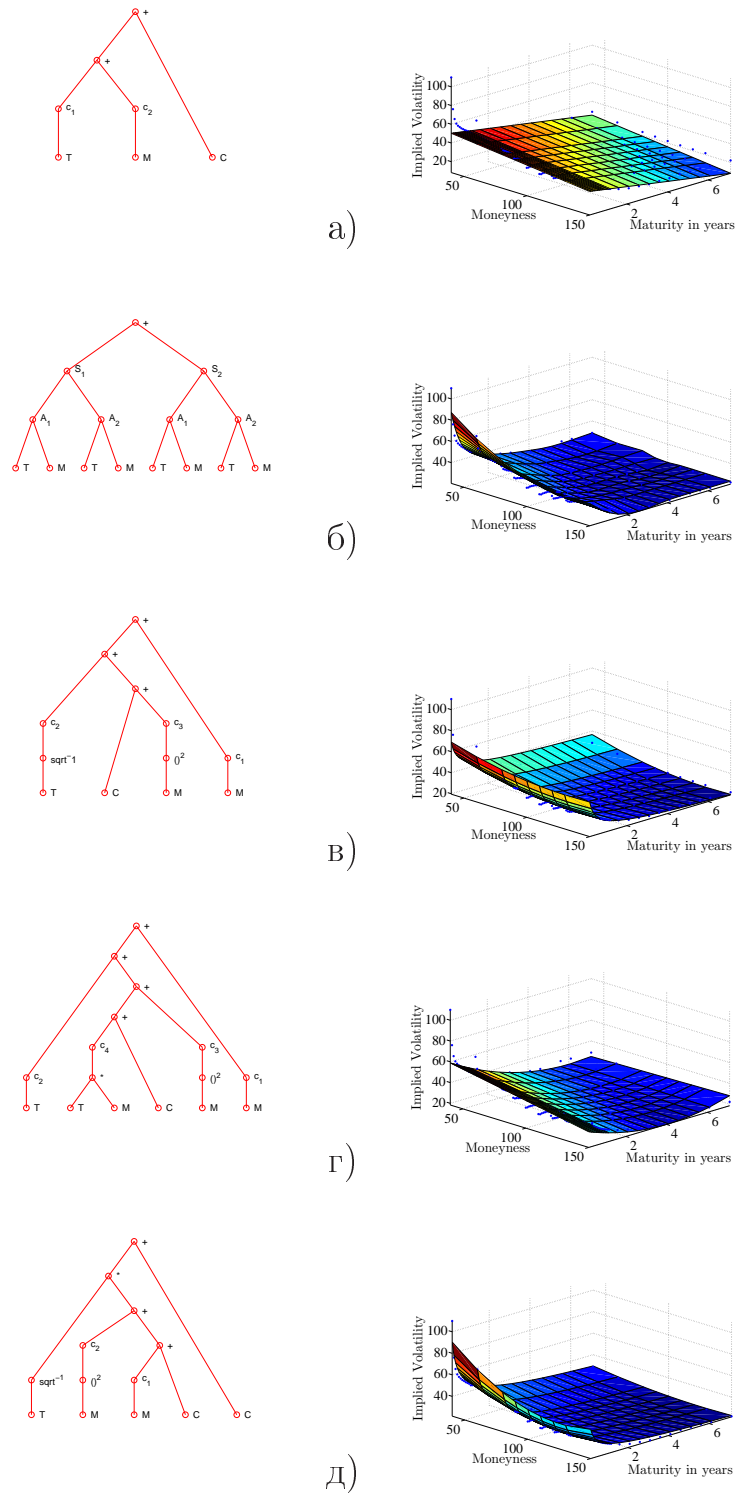 +
+
c₁
c₂
T
M
C
Implied Volatility
100
80
60
40
20
50
100
150
Moneyness
2
4
6
Maturity in years
а)
+
S₁
S₂
A₁
A₂
A₁
A₂
T
M
T
M
T
M
T
M
Implied Volatility
100
80
60
40
50
100
150
Moneyness
2
4
6
Maturity in years
б)
+
+
+
c₂
c₃
sqrt⁻1
()²
c₁
T
C
M
M
Implied Volatility
100
80
60
40
20
50
100
150
Moneyness
2
4
6
Maturity in years
в)
+
+
+
+
c₄
c₃
c₂
*
()²
c₁
T
T
M
C
M
M
Implied Volatility
100
80
60
40
20
50
100
150
Moneyness
2
4
6
Maturity in years
г)
+
*
+
c₂
+
sqrt⁻¹
()²
c₁
T
M
M
C
C
Implied Volatility
100
80
60
40
50
100
150
Moneyness
2
4
6
Maturity in years
д)